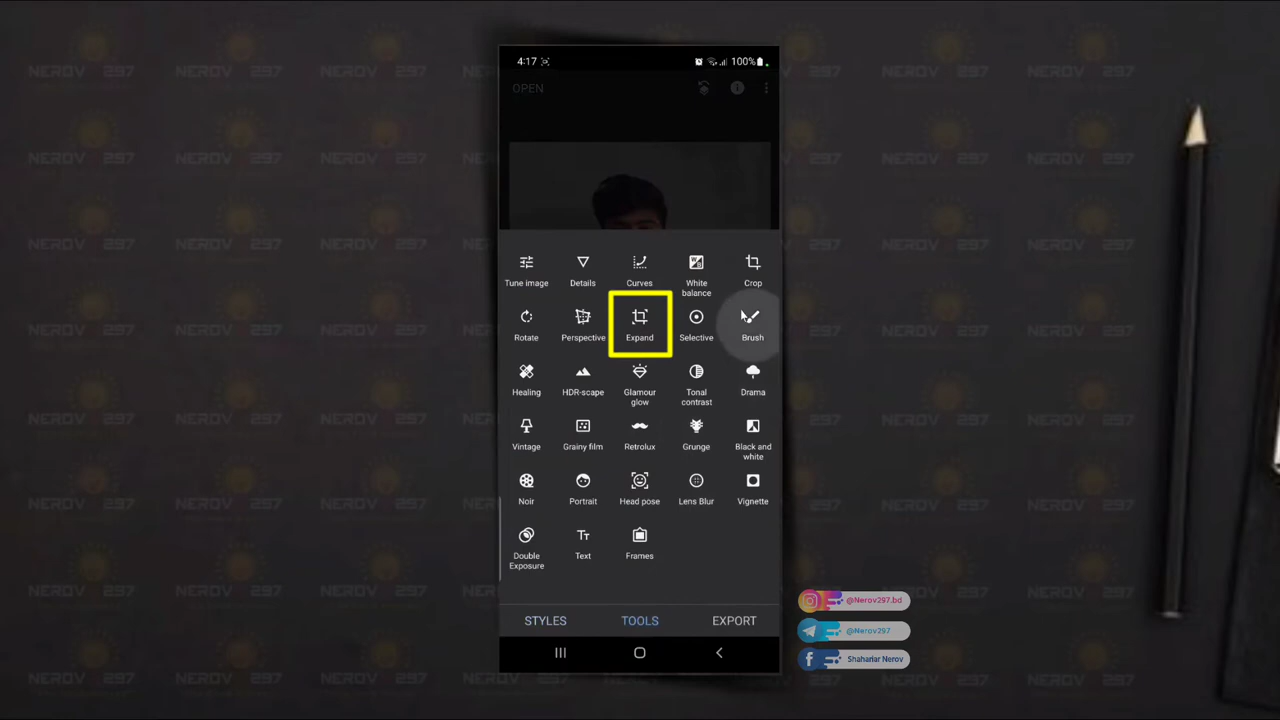 4:17
100%
OPEN
Tune image
Details
Curves
White
balance
Crop
Rotate
Perspective
Expand
Selective
Brush
Healing
HDR-scape
Glamour
glow
Tonal
contrast
Drama
Vintage
Grainy film
Retrolux
Grunge
Black and
white
Noir
Portrait
Head pose
Lens Blur
Vignette
Double
Exposure
Text
Frames
STYLES
TOOLS
EXPORT
@Nerov297.bd
@Nerov297
Shahariar Nerov